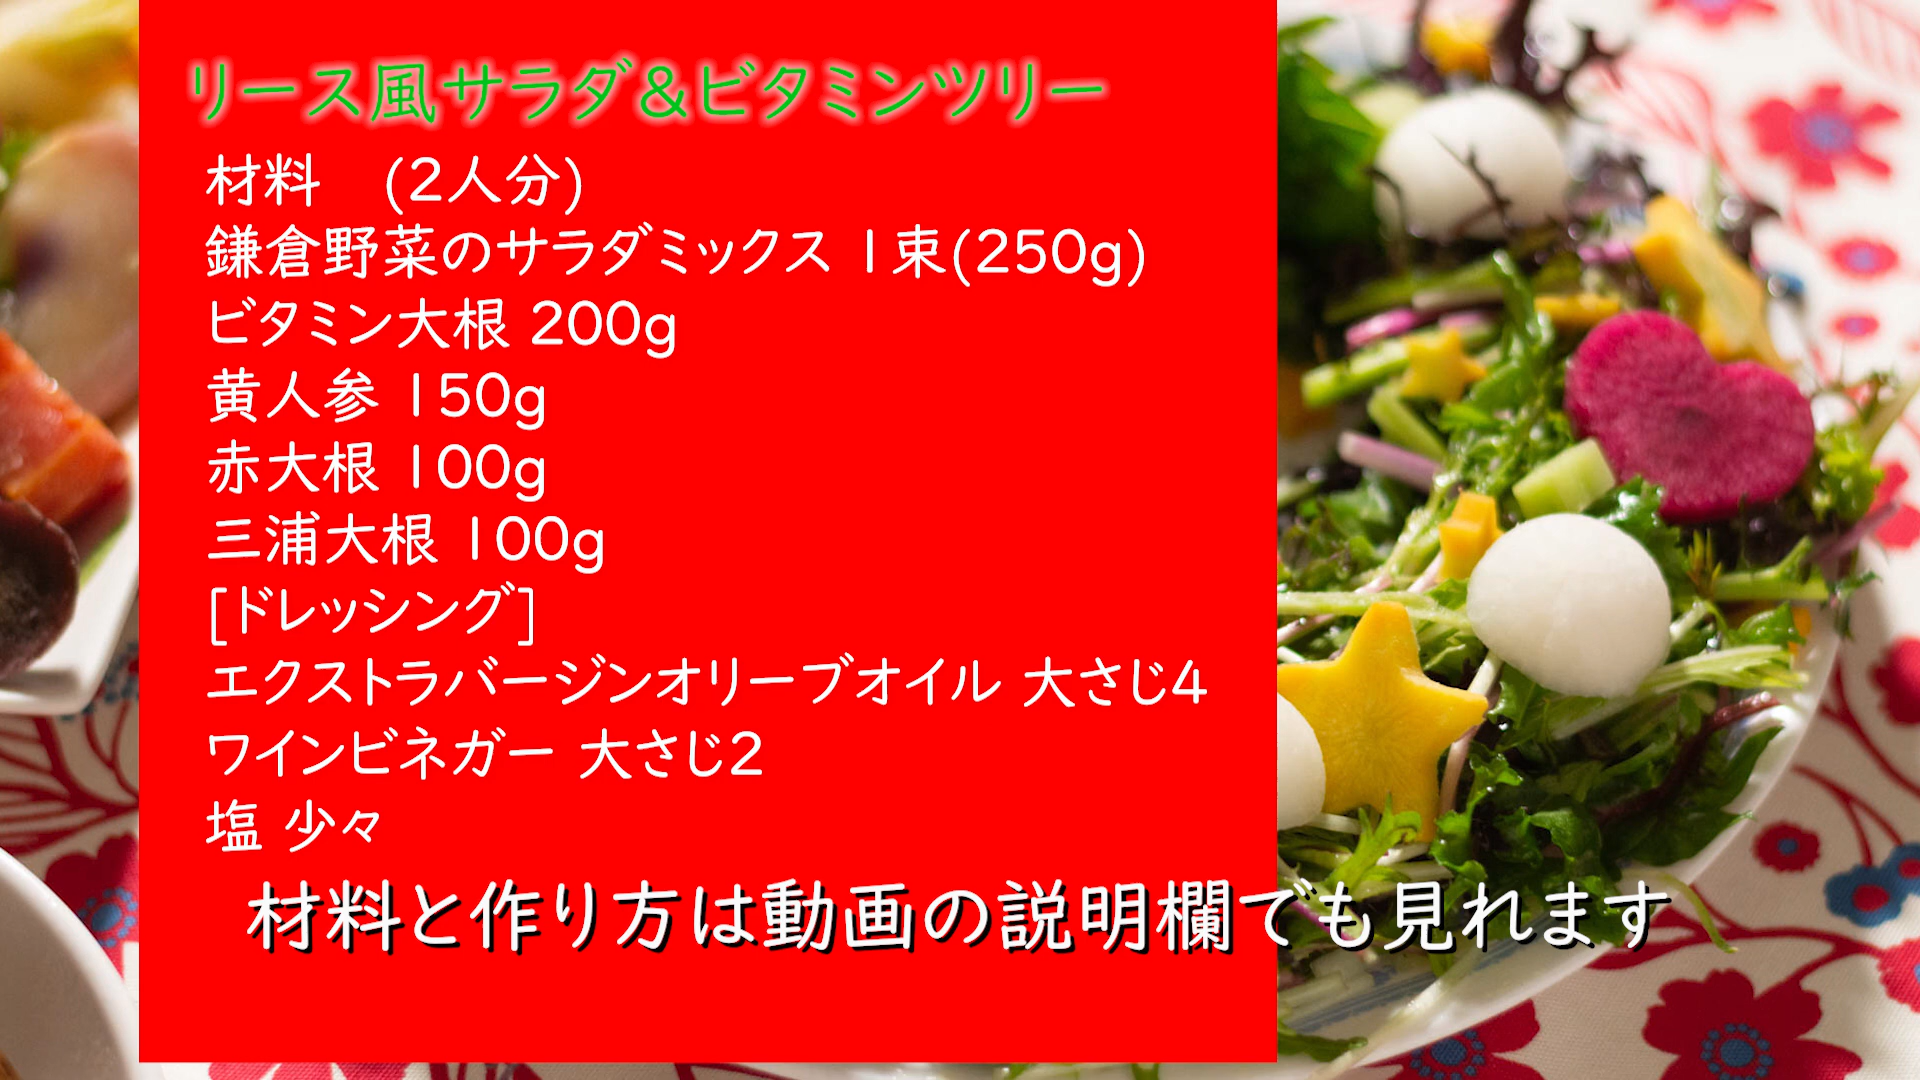 リース風サラダ&ビタミンツリー
材料　(2人分)
鎌倉野菜のサラダミックス 1束(250g)
ビタミン大根 200g
黄人参 150g
赤大根 100g
三浦大根 100g
[ドレッシング]
エクストラバージンオリーブオイル 大さじ4
ワインビネガー 大さじ2
塩 少々
材料と作り方は動画の説明欄でも見れます